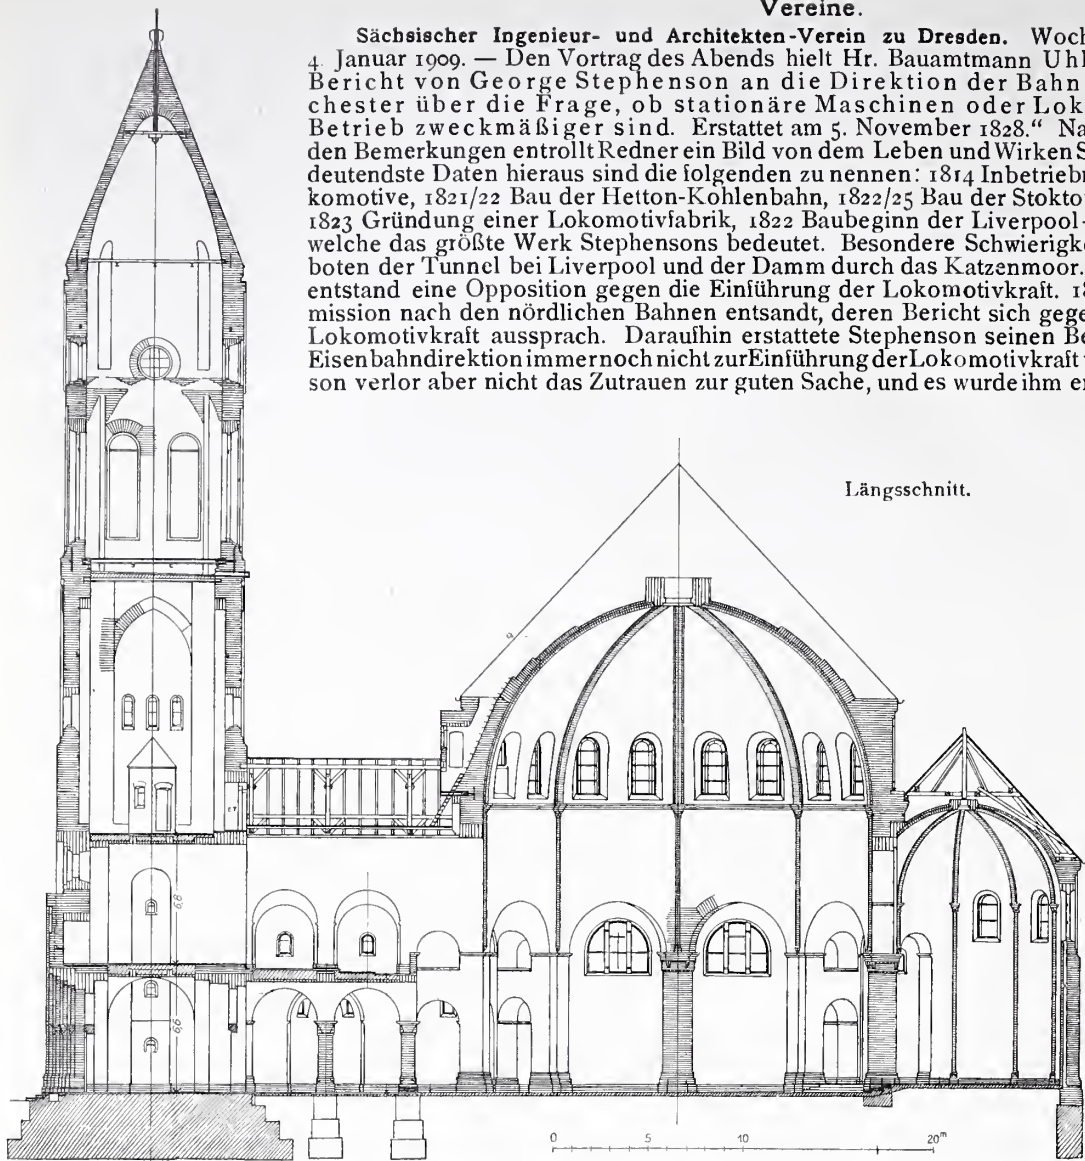 Vereine.
Sächsischer Ingenieur- und Architekten-Verein zu Dresden. Woch
4. Januar 1909. — Den Vortrag des Abends hielt Hr. Bauamtmann Uhl
Bericht von George Stephenson an die Direktion der Bahn
chester über die Frage, ob stationäre Maschinen oder Lok
Betrieb zweckmäßiger sind. Erstattet am 5. November 1828.“ Na
den Bemerkungen entrollt Redner ein Bild von dem Leben und Wirken S
deutendste Daten hieraus sind die folgenden zu nennen: 1814 Inbetriebn
komotive, 1821/22 Bau der Hetton-Kohlenbahn, 1822/25 Bau der Stokto
1823 Gründung einer Lokomotivfabrik, 1822 Baubeginn der Liverpool-
welche das größte Werk Stephensons bedeutet. Besondere Schwierigke
boten der Tunnel bei Liverpool und der Damm durch das Katzenmoor.
entstand eine Opposition gegen die Einführung der Lokomotivkraft. 18
mission nach den nördlichen Bahnen entsandt, deren Bericht sich gege
Lokomotivkraft aussprach. Daraufhin erstattete Stephenson seinen Be
Eisenbahndirektion immer noch nicht zur Einführung der Lokomotivkraft
son verlor aber nicht das Zutrauen zur guten Sache, und es wurde ihm er
Längsschnitt.
6,8
6,6
0 5 10 20m